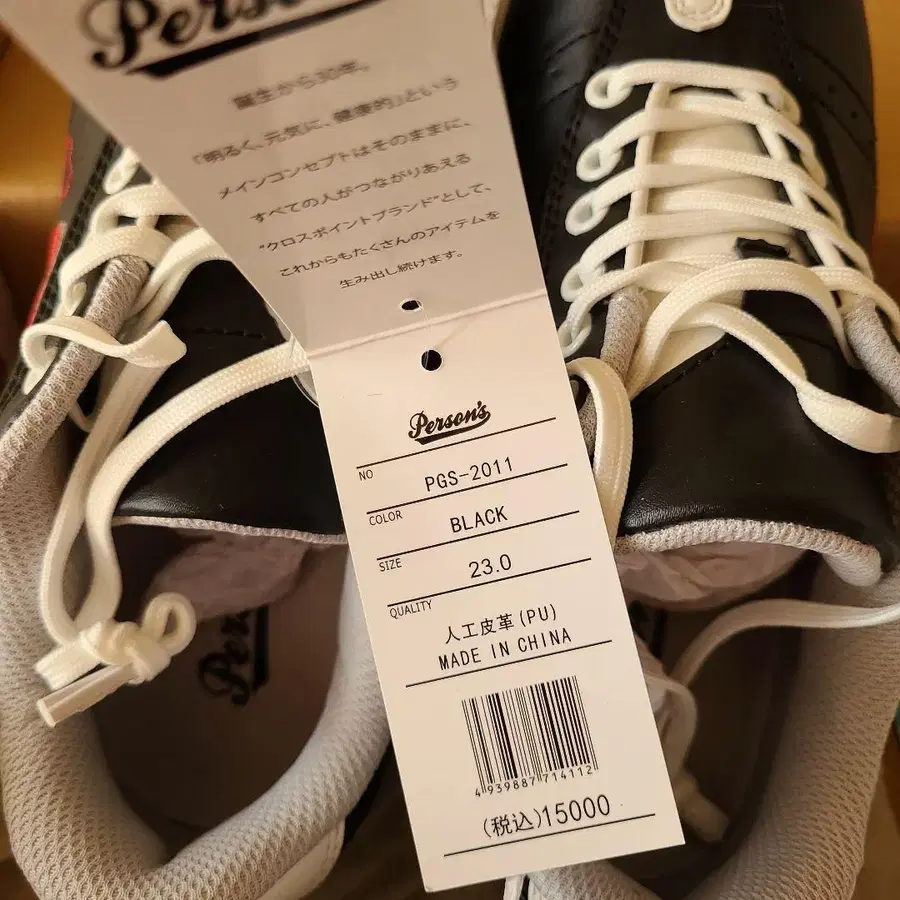 Person's
誕生から30年。
「明るく、元気に、健康的」という
メインコンセプトはそのままに、
すべての人がつながりあえる
"クロスポイントブランド"として、
これからもたくさんのアイテムを
生み出し続けます。
Person's
NO
PGS-2011
COLOR
BLACK
SIZE
23.0
QUALITY
人工皮革(PU)
MADE IN CHINA
4939887714112
(税込)15000
Per